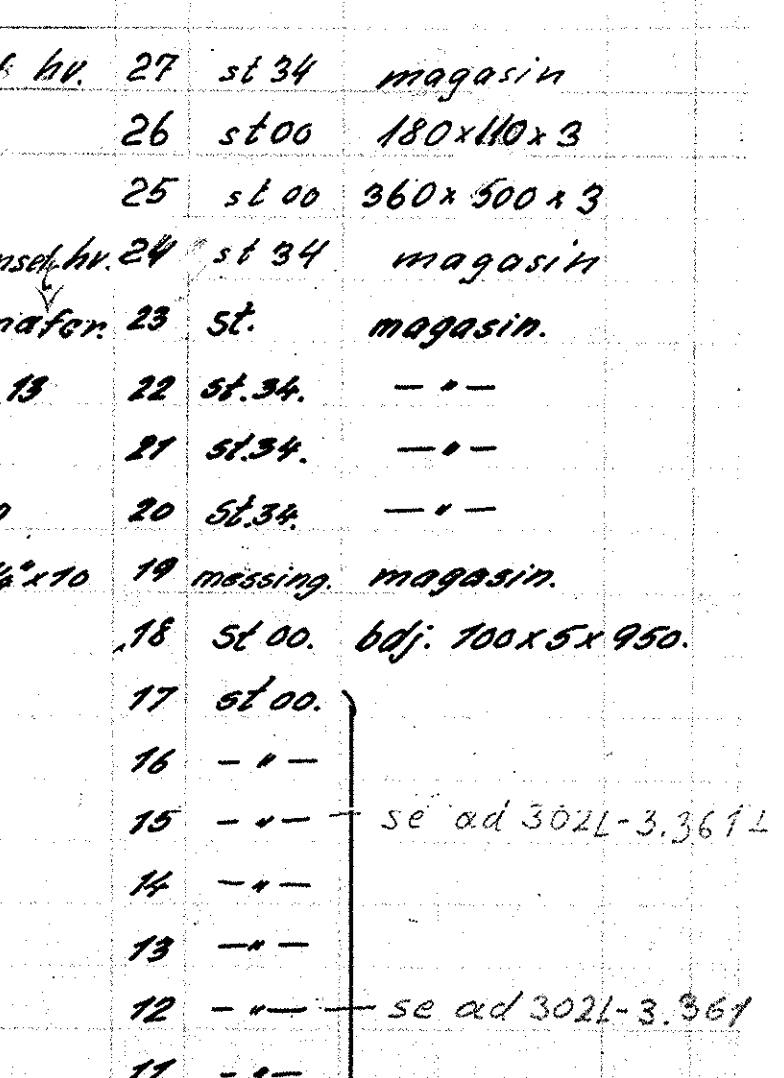 hv. 27 st 34 magasin
26 st 00 180x110x3
25 st 00 360x500x3
hv. 24 st 34 magasin
23 st. magasin.
13 22 st.34. — " —
21 st.34. — " —
20 St.34. — " —
x10 19 messing. magasin.
18 St 00. bdj. 100x5x950.
17 st 00.
16 — " —
15 — " — se ad 302L-3.361
14 — " —
13 — " —
12 — " — se ad 302L-3.361
11 — " —